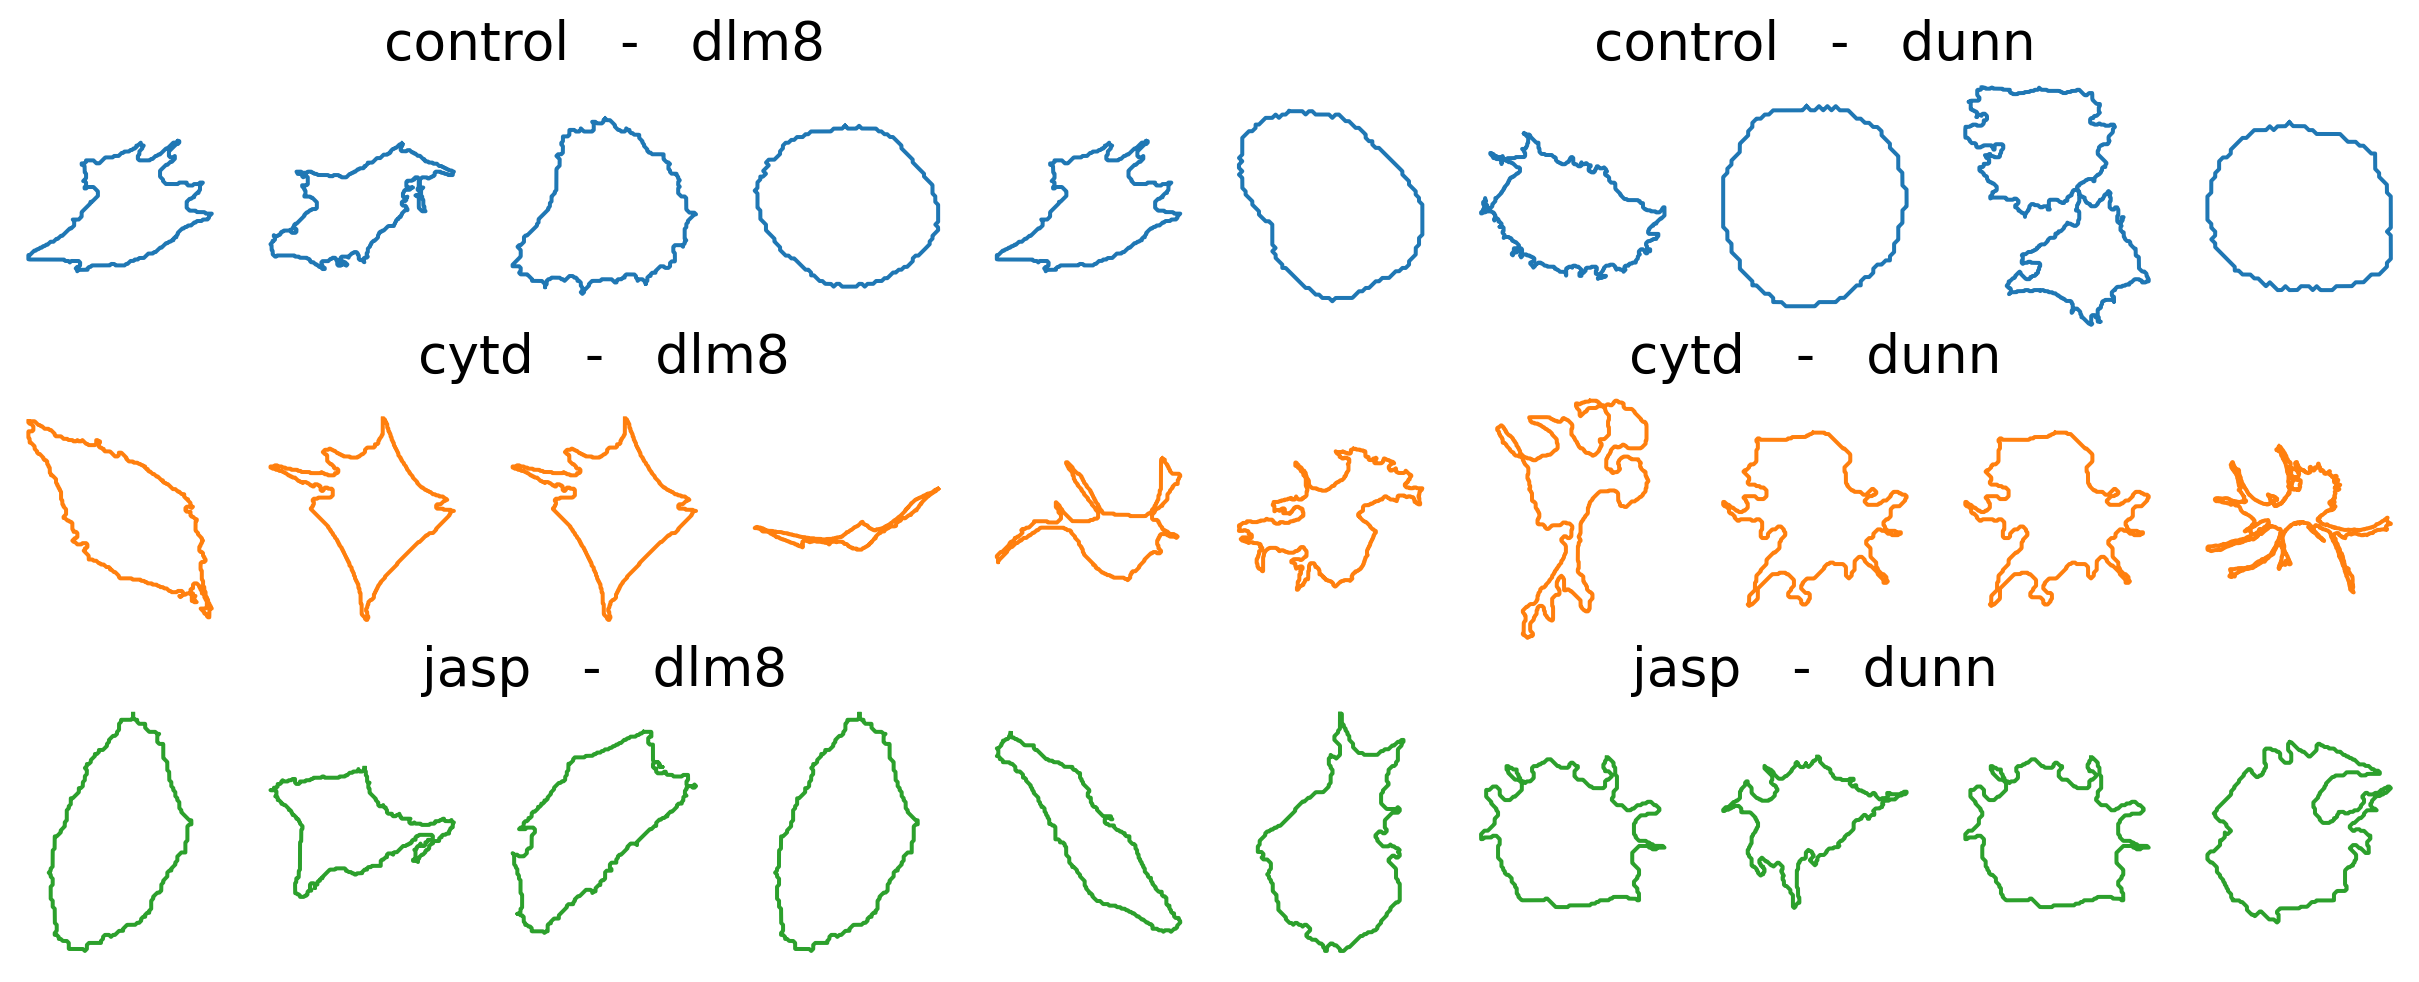 control - dlm8
control - dunn
cytd - dlm8
cytd - dunn
jasp - dlm8
jasp - dunn